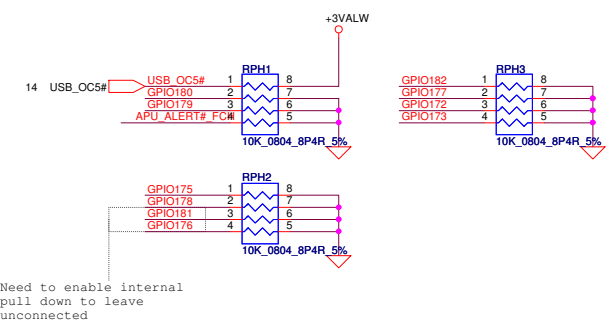 +3VALW
RPH1
14 USB_OC5# USB_OC5# 1 8
GPIO180 2 7
GPIO179 3 6
APU_ALERT#_FCH 4 5
10K_0804_8P4R_5%
RPH3
GPIO182 1 8
GPIO177 2 7
GPIO172 3 6
GPIO173 4 5
10K_0804_8P4R_5%
RPH2
GPIO175 1 8
GPIO178 2 7
GPIO181 3 6
GPIO176 4 5
10K_0804_8P4R_5%
Need to enable internal
pull down to leave
unconnected